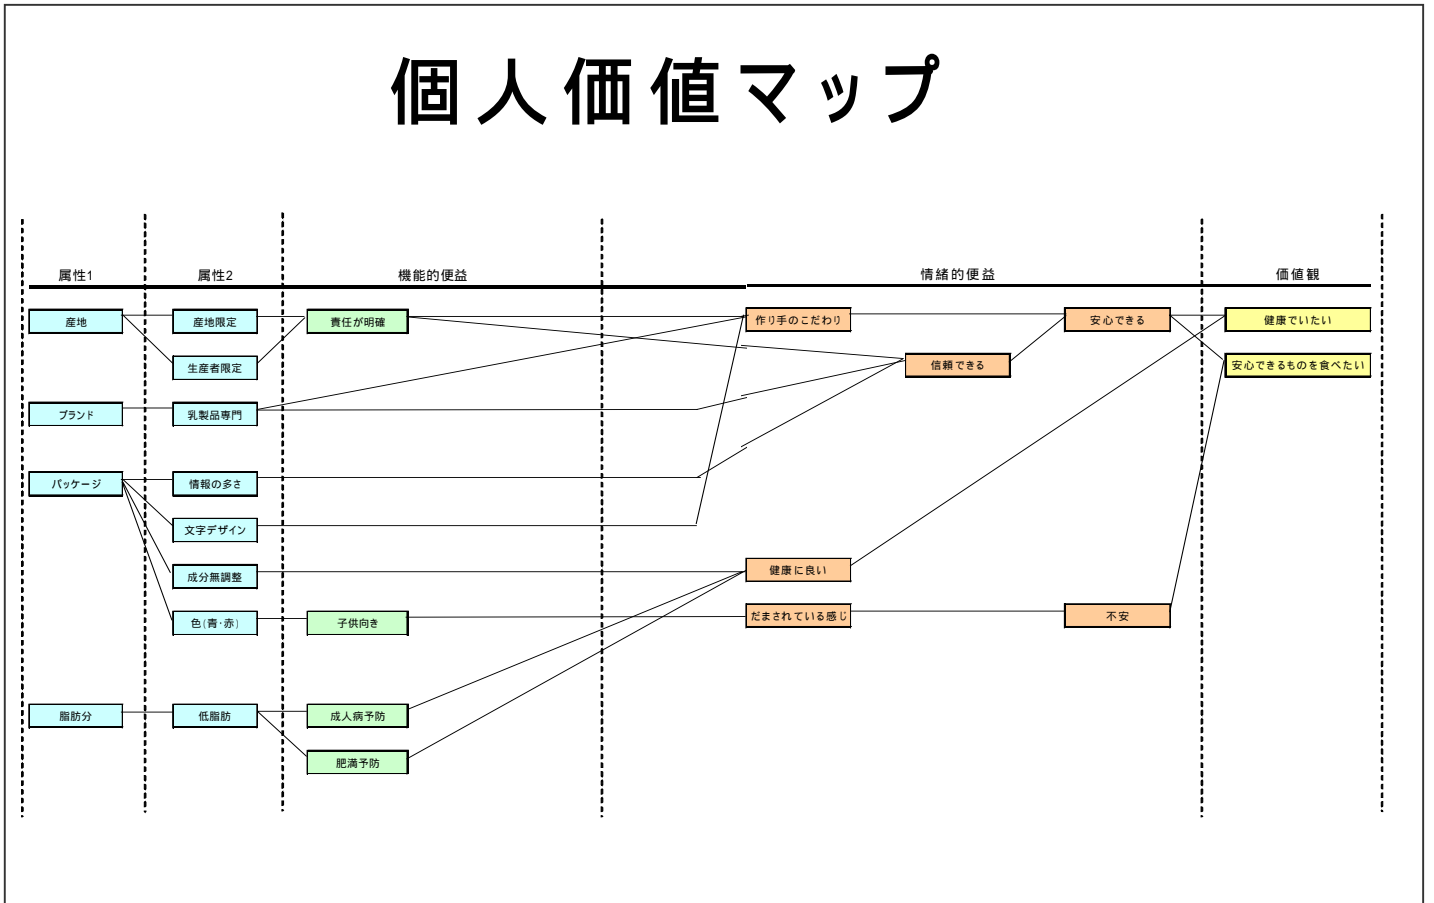 個人価値マップ
属性1 属性2 機能的便益 情緒的便益 価値観
産地 産地限定 責任が明確 作り手のこだわり 安心できる 健康でいたい
生産者限定 信頼できる 安心できるものを食べたい
ブランド 乳製品専門
パッケージ 情報の多さ
文字デザイン
成分無調整 健康に良い
色(青・赤) 子供向き だまされている感じ 不安
脂肪分 低脂肪 成人病予防
肥満予防